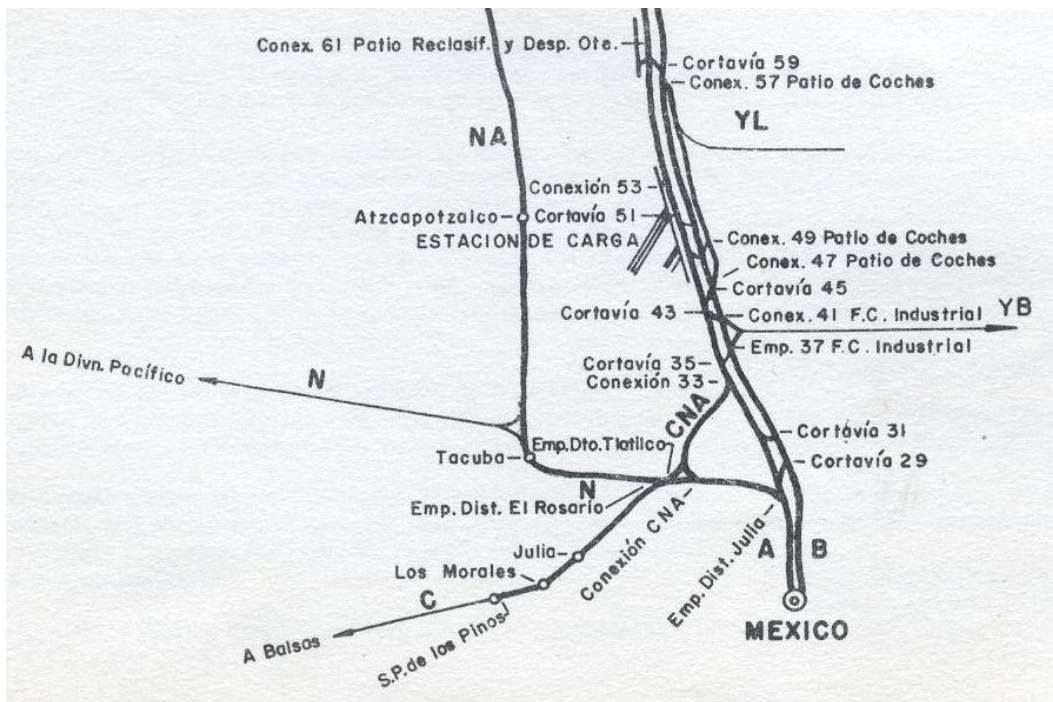 Conex. 61 Patio Reclasif. y Desp. Ote.
Cortavía 59
Conex. 57 Patio de Coches
YL
NA
Conexión 53
Atzcapotzalco
Cortavía 51
ESTACION DE CARGA
Conex. 49 Patio de Coches
Conex. 47 Patio de Coches
Cortavía 45
Cortavía 43
Conex. 41 F.C. Industrial
YB
Emp. 37 F.C. Industrial
A la Divn. Pacífico
N
Cortavía 35
Conexión 33
CNA
Cortavía 31
Emp. Dto. Tlatilco
Tacuba
Cortavía 29
N
Emp. Dist. El Rosario
Conexión CNA
Emp. Dist. Julia
A
B
Julia
Los Morales
C
A Balsas
S.P. de los Pinos
MEXICO